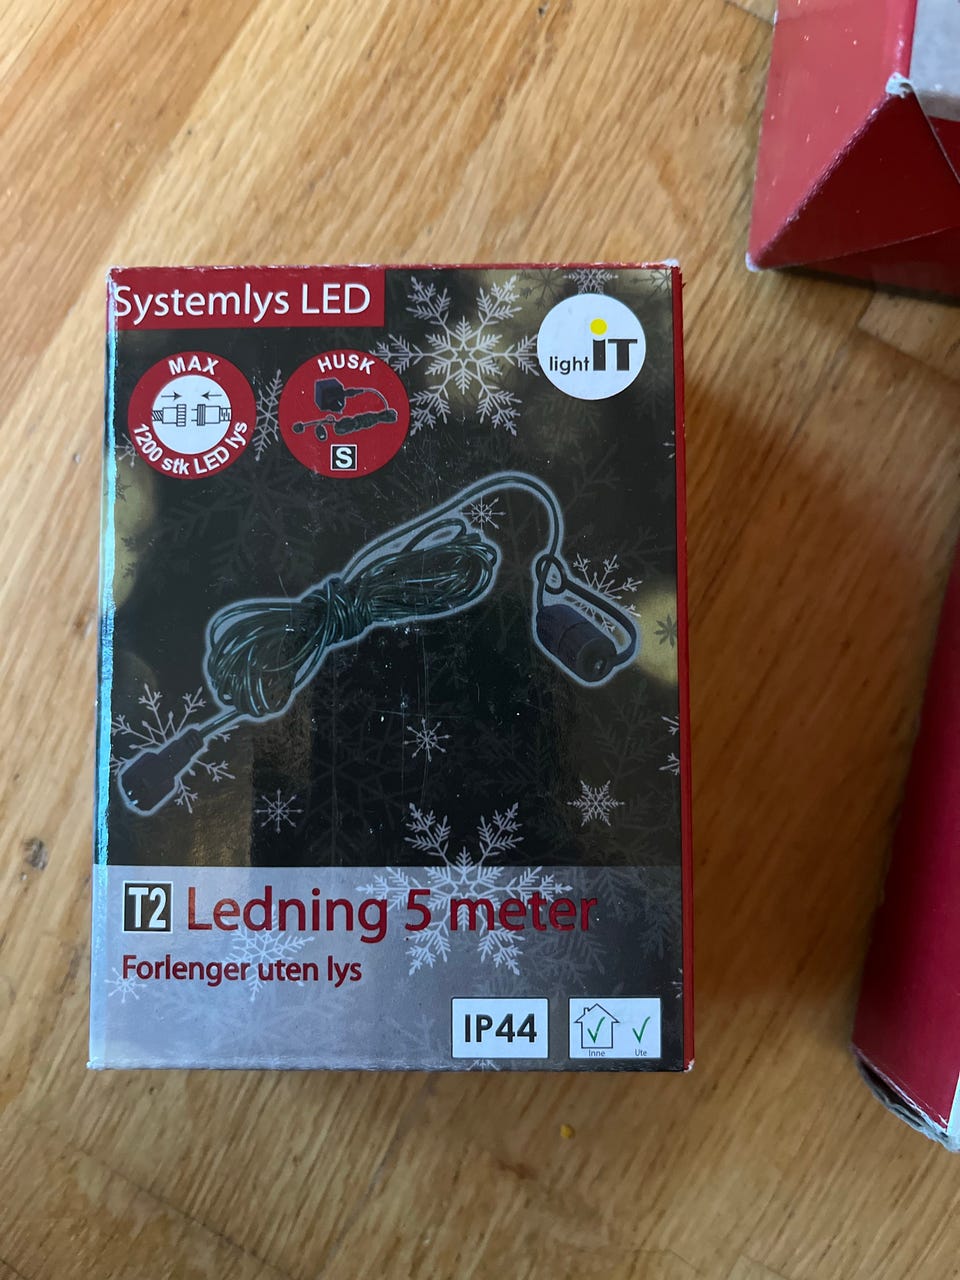 Systemlys LED
MAX
1200 stk LED lys
HUSK
S
light iT
T2 Ledning 5 meter
Forlenger uten lys
IP44
Inne
Ute